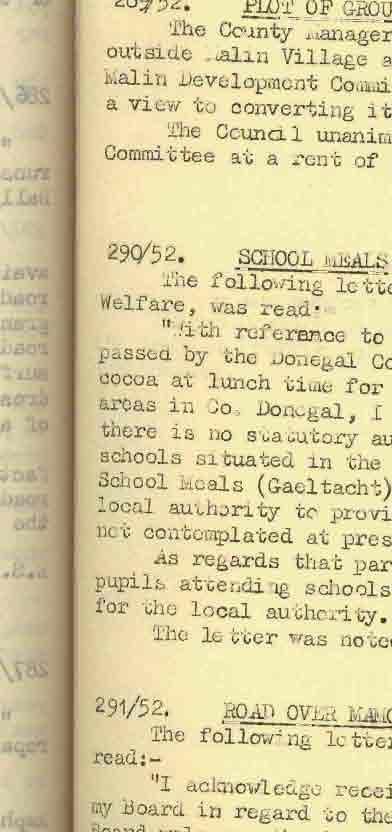 289/52. PLOT OF GROU
The County Manager
outside Malin Village a
Malin Development Commi
a view to converting it
The Council unanim
Committee at a rent of
290/52. SCHOOL MEALS
The following lette
Welfare, was read:
"With reference to
passed by the Donegal Co
cocoa at lunch time for
areas in Co. Donegal, I
there is no statutory au
schools situated in the
School Meals (Gaeltacht)
local authority to provi
not contemplated at pres
As regards that par
pupils attending schools
for the local authority.
The letter was note
291/52. ROAD OVER MAMO
The following letter
read:-
"I acknowledge recei
my Board in regard to the
Board